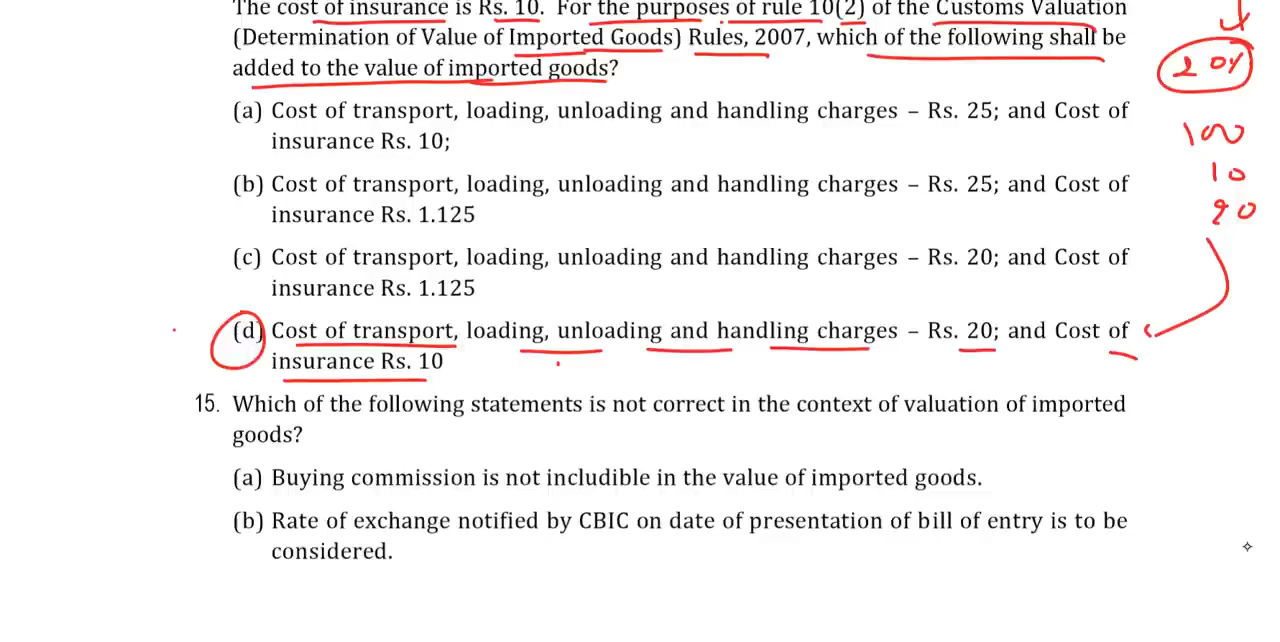 The cost of insurance is Rs. 10. For the purposes of rule 10(2) of the Customs Valuation
(Determination of Value of Imported Goods) Rules, 2007, which of the following shall be
added to the value of imported goods?
20%
(a) Cost of transport, loading, unloading and handling charges – Rs. 25; and Cost of
insurance Rs. 10;
100
10
90
(b) Cost of transport, loading, unloading and handling charges – Rs. 25; and Cost of
insurance Rs. 1.125
(c) Cost of transport, loading, unloading and handling charges – Rs. 20; and Cost of
insurance Rs. 1.125
(d) Cost of transport, loading, unloading and handling charges – Rs. 20; and Cost of
insurance Rs. 10
15. Which of the following statements is not correct in the context of valuation of imported
goods?
(a) Buying commission is not includible in the value of imported goods.
(b) Rate of exchange notified by CBIC on date of presentation of bill of entry is to be
considered.